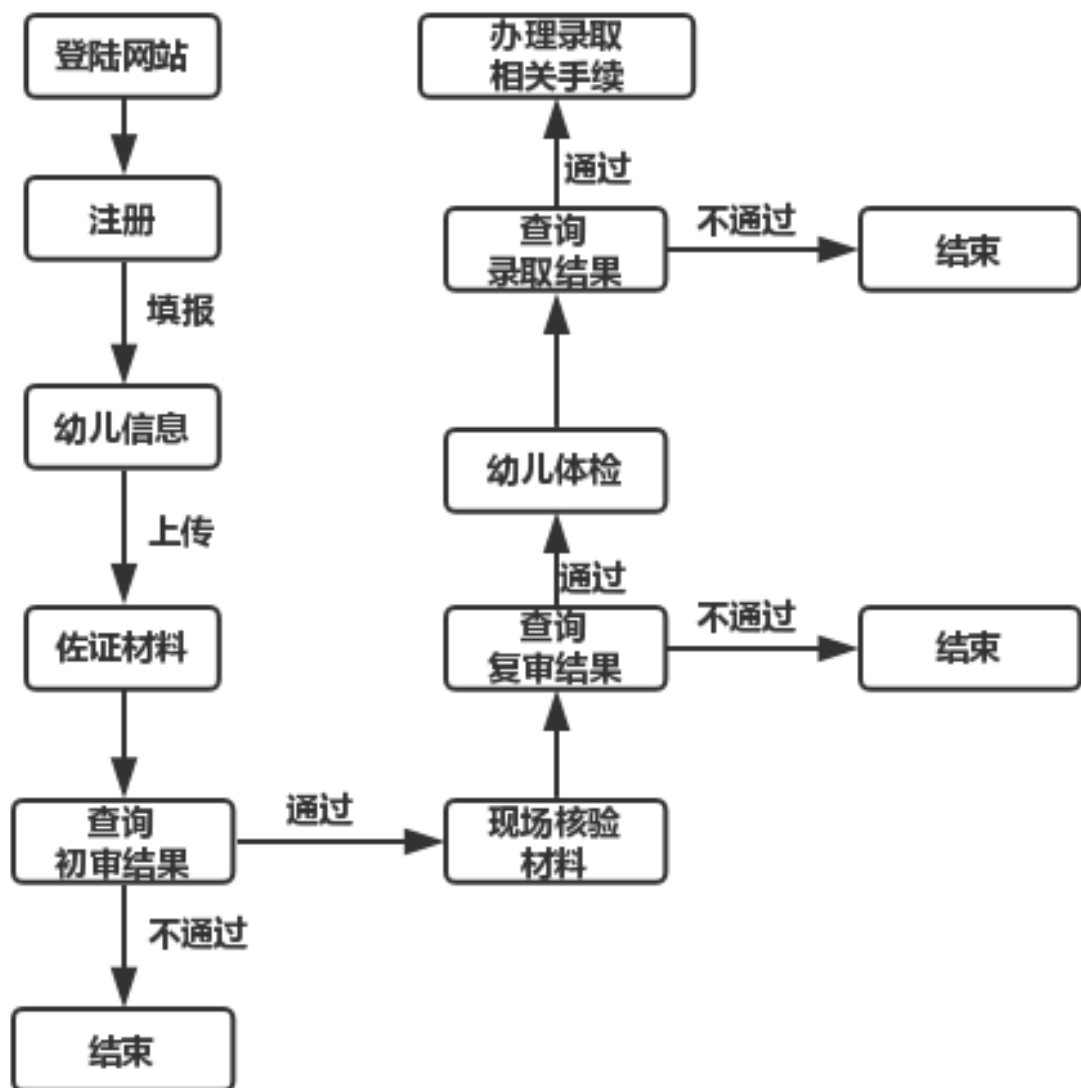 登陆网站
注册
填报
幼儿信息
上传
佐证材料
查询
初审结果
不通过
结束
通过
现场核验
材料
查询
复审结果
不通过
结束
通过
幼儿体检
查询
录取结果
不通过
结束
通过
办理录取
相关手续